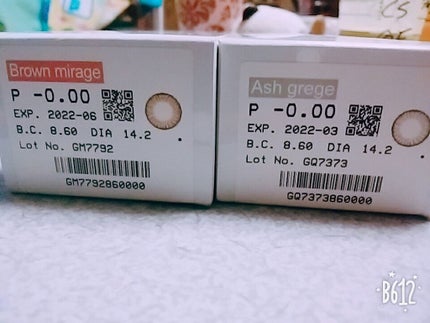 Brown mirage
P -0.00
EXP. 2022-06
B.C. 8.60 DIA 14.2
Lot No. GM7792
GM7792860000
Ash grege
P -0.00
EXP. 2022-03
B.C. 8.60 DIA 14.2
Lot No. GQ7373
GQ7373860000
B612